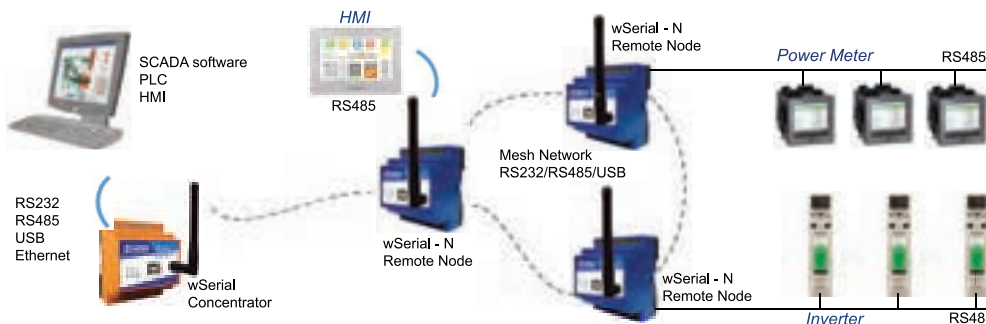 HMI
wSerial - N
Remote Node
SCADA software
PLC
HMI
RS485
Power Meter
RS485
Mesh Network
RS232/RS485/USB
RS232
RS485
USB
Ethernet
wSerial - N
Remote Node
wSerial
Concentrator
wSerial - N
Remote Node
Inverter
RS48